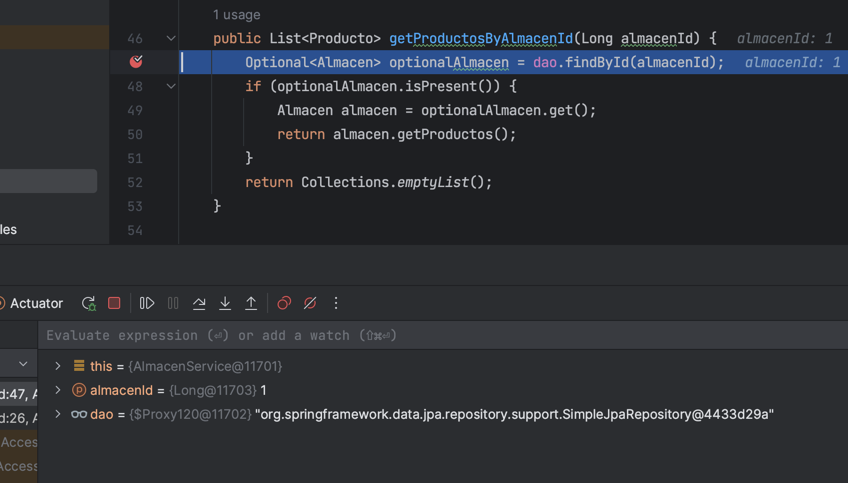 1 usage
46 public List<Producto> getProductosByAlmacenId(Long almacenId) { almacenId: 1
Optional<Almacen> optionalAlmacen = dao.findById(almacenId); almacenId: 1
48 if (optionalAlmacen.isPresent()) {
49 Almacen almacen = optionalAlmacen.get();
50 return almacen.getProductos();
51 }
52 return Collections.emptyList();
53 }
54
les
Actuator
Evaluate expression (⏎) or add a watch (⇧⌘⏎)
this = {AlmacenService@11701}
d:47, A
almacenId = {Long@11703} 1
d:26, A
dao = {$Proxy120@11702} "org.springframework.data.jpa.repository.support.SimpleJpaRepository@4433d29a"
Access
Access